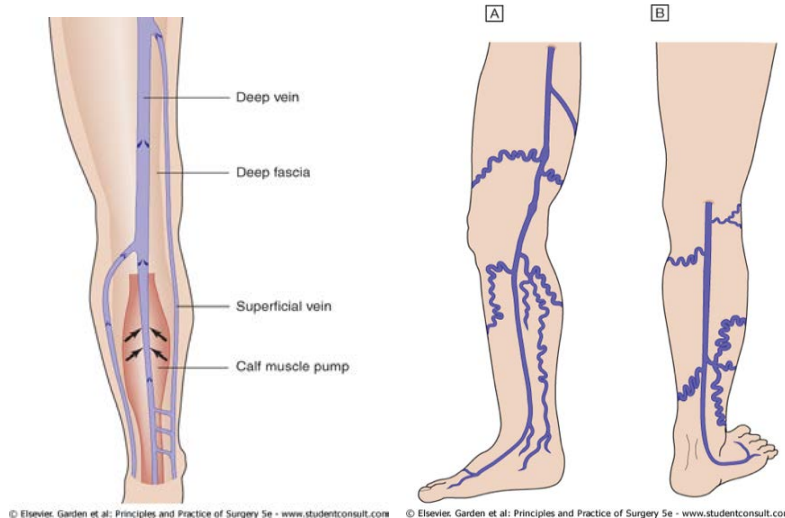 A
B
Deep vein
Deep fascia
Superficial vein
Calf muscle pump
© Elsevier. Garden et al: Principles and Practice of Surgery 5e - www.studentconsult.com
© Elsevier. Garden et al: Principles and Practice of Surgery 5e - www.studentconsult.com